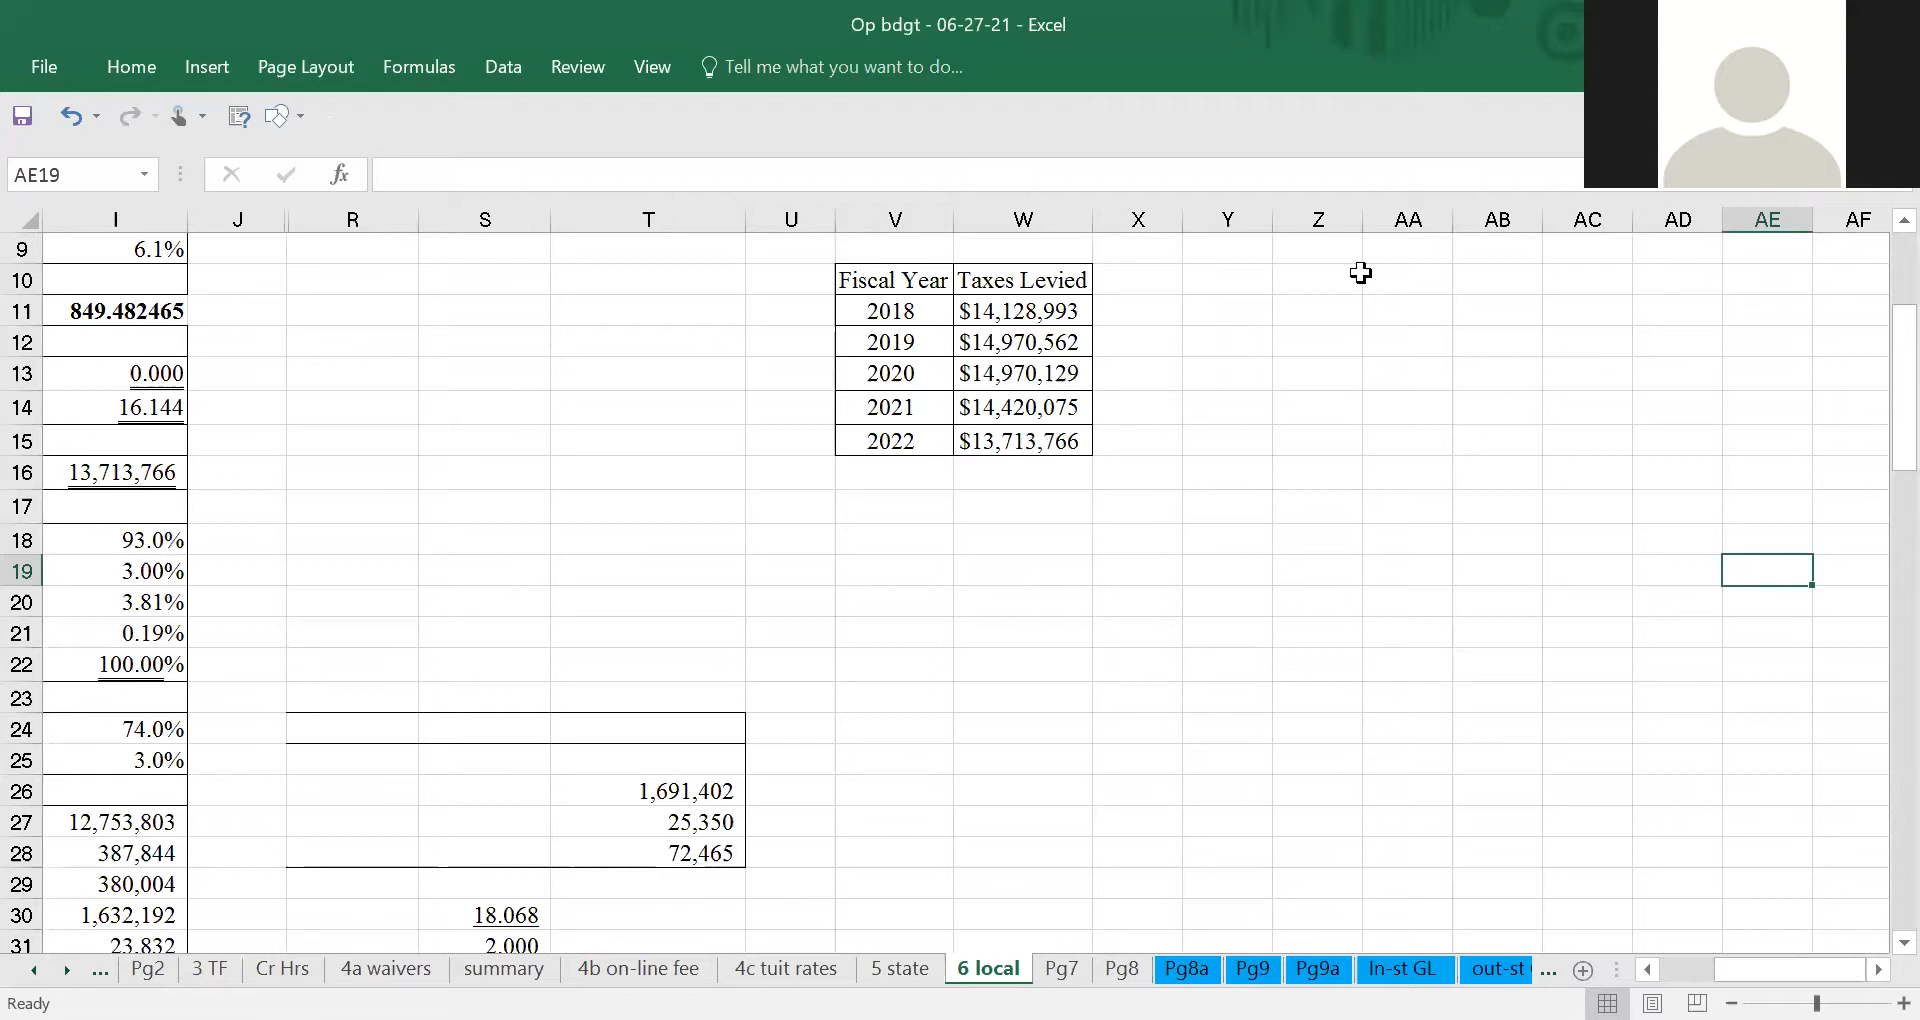 Op bdgt - 06-27-21 - Excel
File Home Insert Page Layout Formulas Data Review View Tell me what you want to do...
AE19 fx
I J R S T U V W X Y Z AA AB AC AD AE AF
9 6.1%
10 Fiscal Year Taxes Levied
11 849.482465 2018 $14,128,993
12 2019 $14,970,562
13 0.000 2020 $14,970,129
14 16.144 2021 $14,420,075
15 2022 $13,713,766
16 13,713,766
17
18 93.0%
19 3.00%
20 3.81%
21 0.19%
22 100.00%
23
24 74.0%
25 3.0%
26 1,691,402
27 12,753,803 25,350
28 387,844 72,465
29 380,004
30 1,632,192 18.068
31 23,832 2.000
... Pg2 3 TF Cr Hrs 4a waivers summary 4b on-line fee 4c tuit rates 5 state 6 local Pg7 Pg8 Pg8a Pg9 Pg9a In-st GL out-st ...
Ready